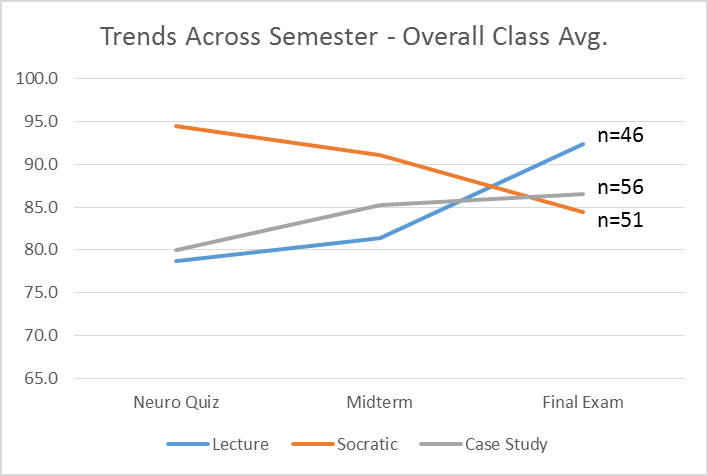 Trends Across Semester - Overall Class Avg.
100.0
95.0
90.0
85.0
80.0
75.0
70.0
65.0
n=46
n=56
n=51
Neuro Quiz Midterm Final Exam
Lecture Socratic Case Study